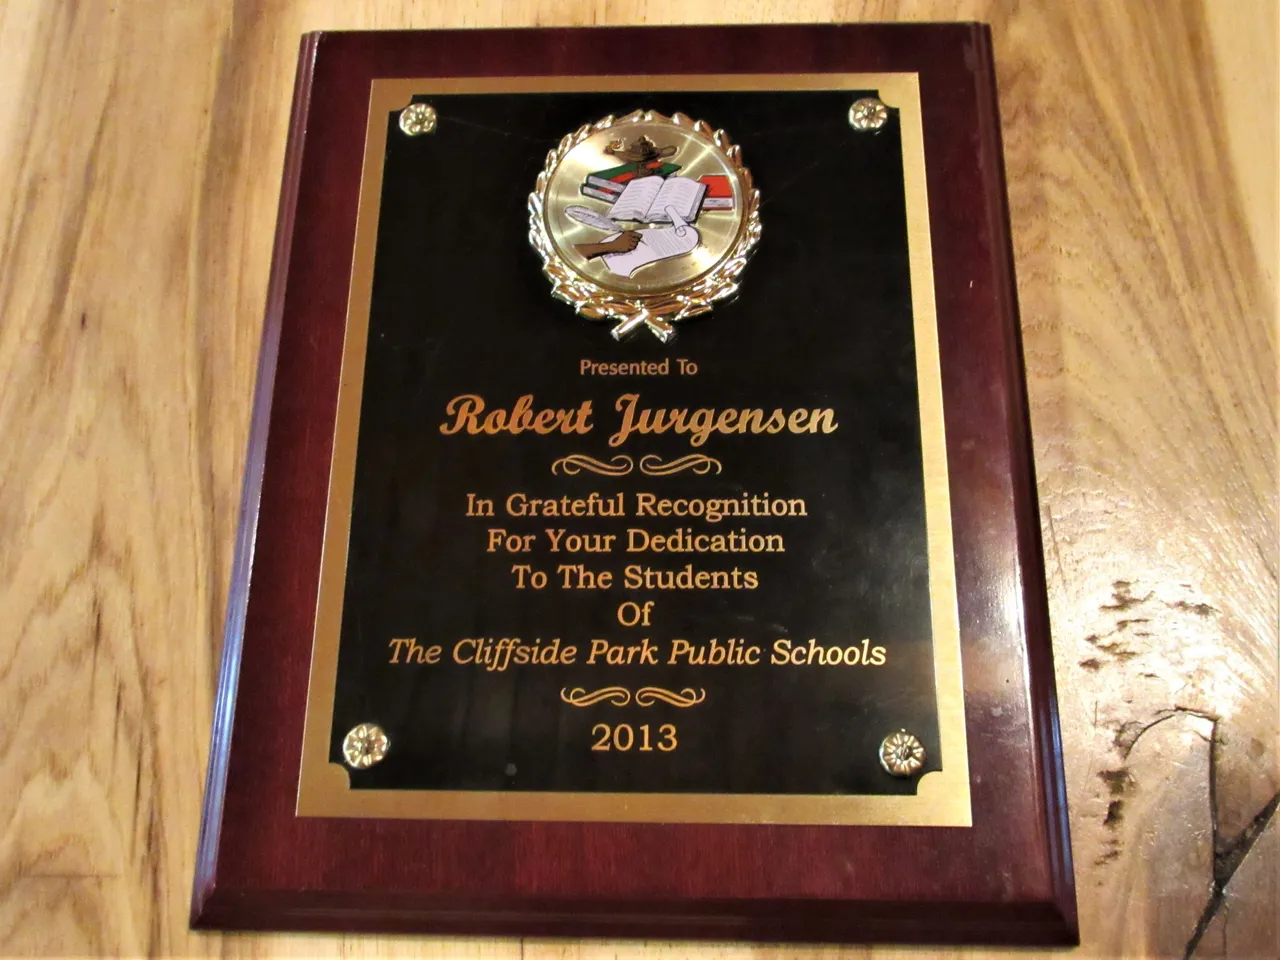 Presented To
Robert Jurgensen
In Grateful Recognition
For Your Dedication
To The Students
Of
The Cliffside Park Public Schools
2013